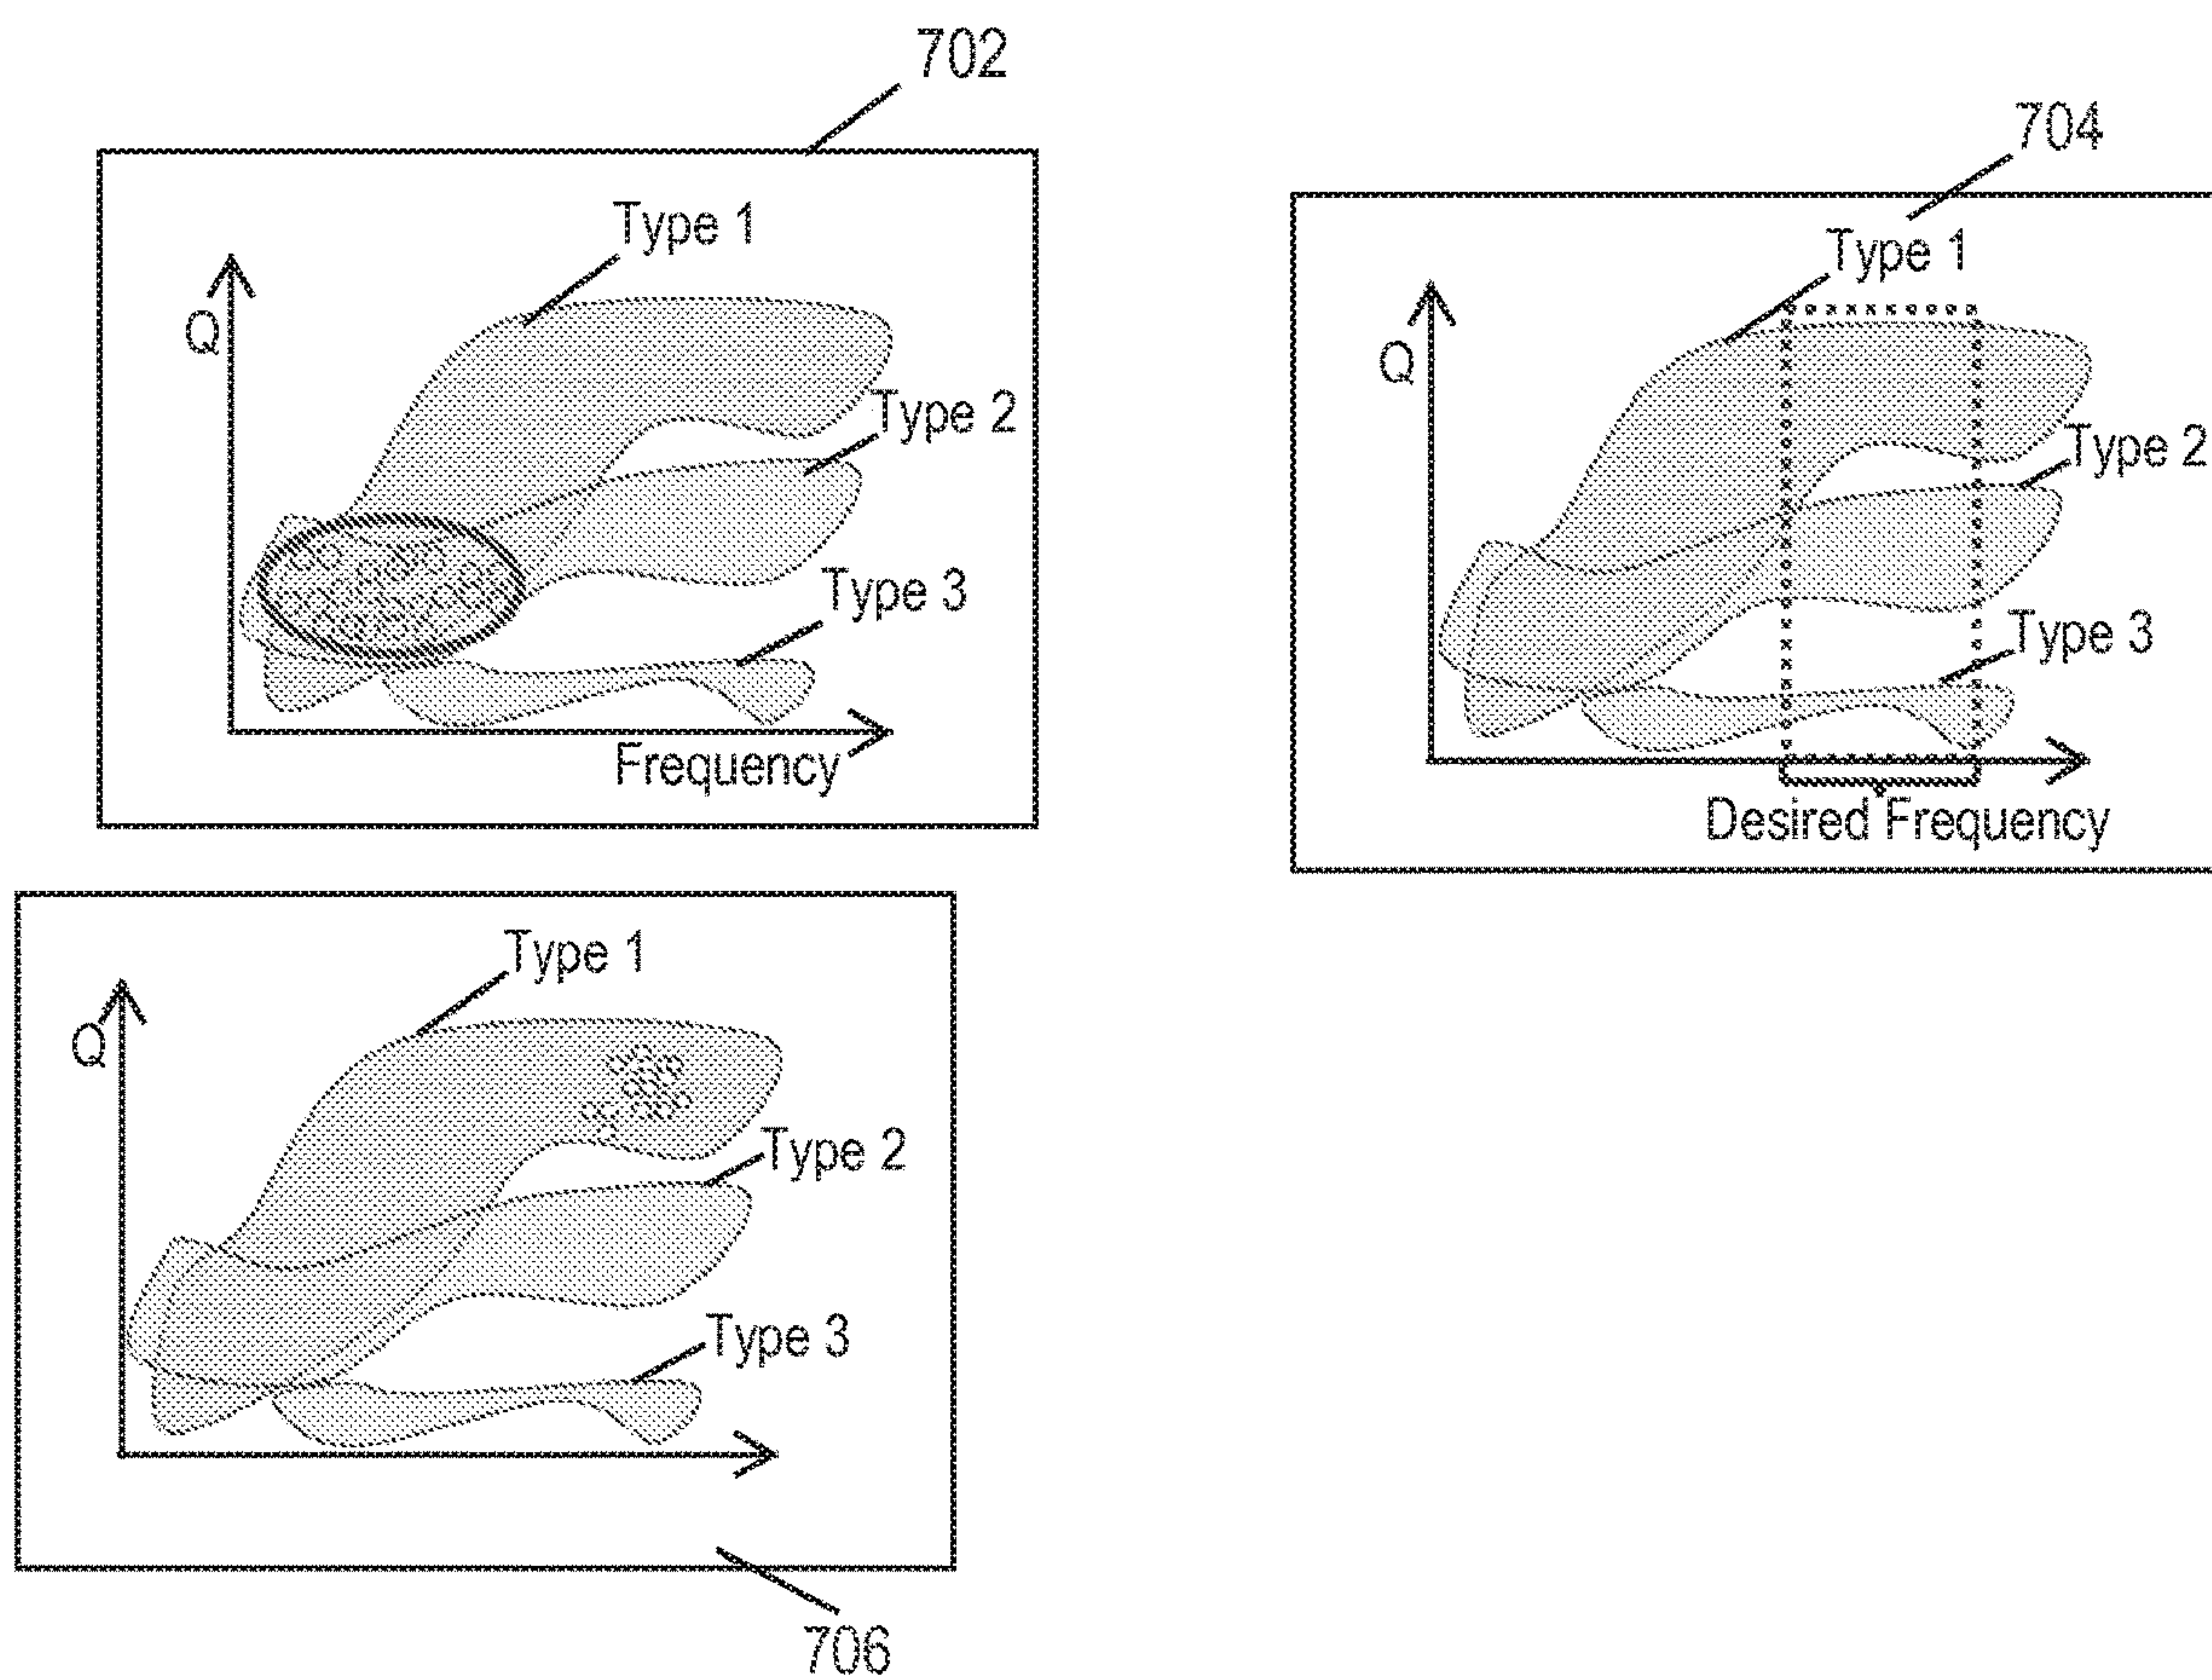 702
Type 1
Q
Type 2
Type 3
Frequency
704
Type 1
Q
Type 2
Type 3
Desired Frequency
Type 1
Q
Type 2
Type 3
706